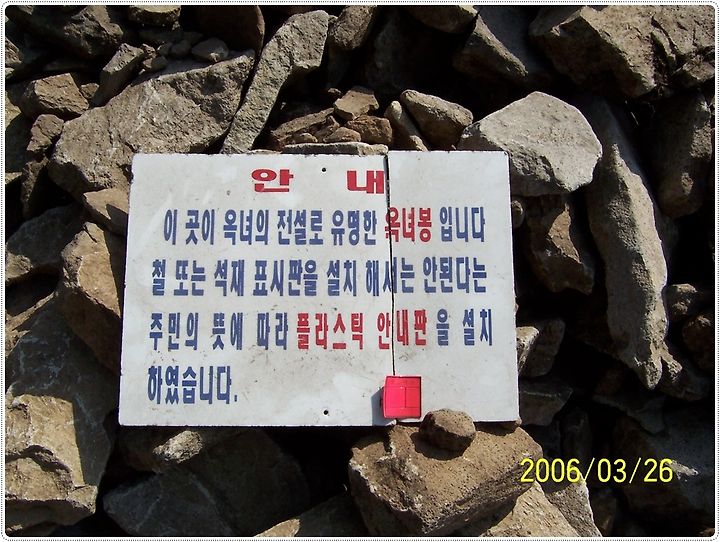 안 내
이 곳이 옥녀의 전설로 유명한 옥녀봉 입니다
철 또는 석재 표시판을 설치 해서는 안된다는
주민의 뜻에 따라 플라스틱 안내판을 설치
하였습니다.
2006/03/26